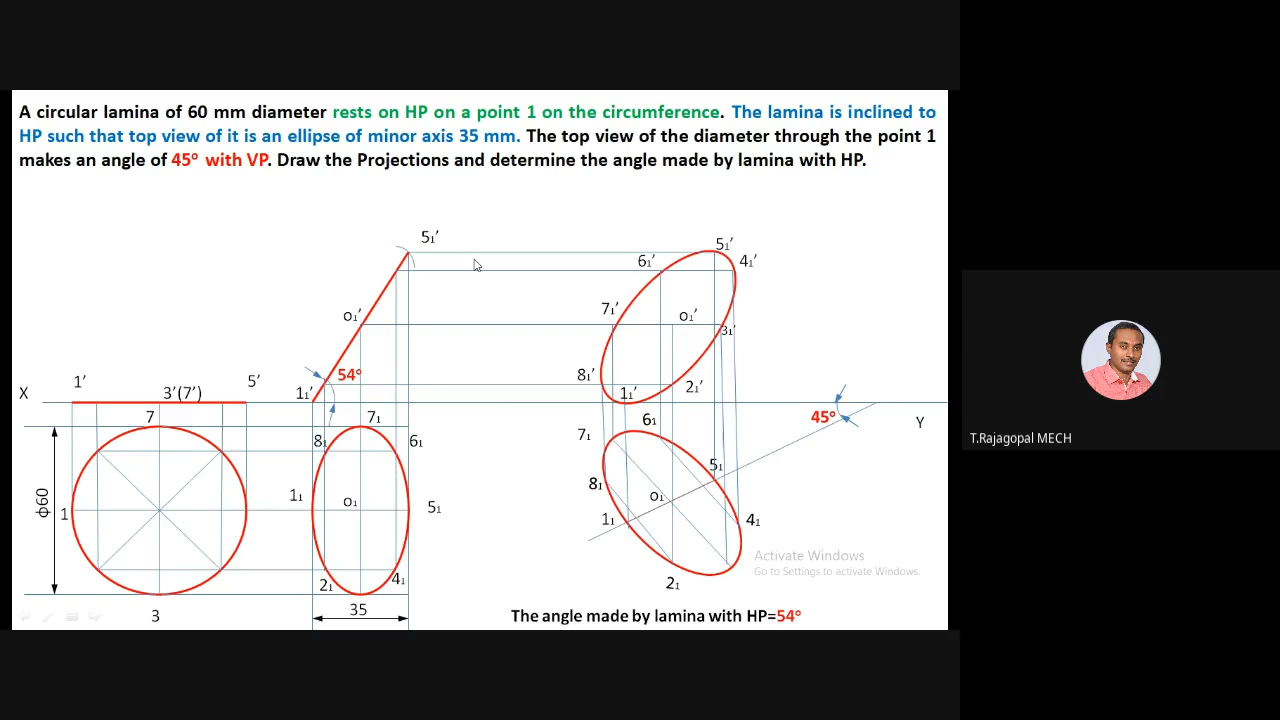 A circular lamina of 60 mm diameter rests on HP on a point 1 on the circumference. The lamina is inclined to
HP such that top view of it is an ellipse of minor axis 35 mm. The top view of the diameter through the point 1
makes an angle of 45° with VP. Draw the Projections and determine the angle made by lamina with HP.
5₁’
5₁’
6₁’
4₁’
7₁’
o₁’
o₁’
3₁’
54°
8₁’
2₁’
X
1’
3’(7’)
5’
1₁’
1₁’
45°
Y
7
7₁
6₁
7₁
8₁
6₁
5₁
ϕ60
1
1₁
o₁
5₁
8₁
o₁
1₁
4₁
2₁
4₁
2₁
3
35
Activate Windows
Go to Settings to activate Windows.
The angle made by lamina with HP=54°
T.Rajagopal MECH